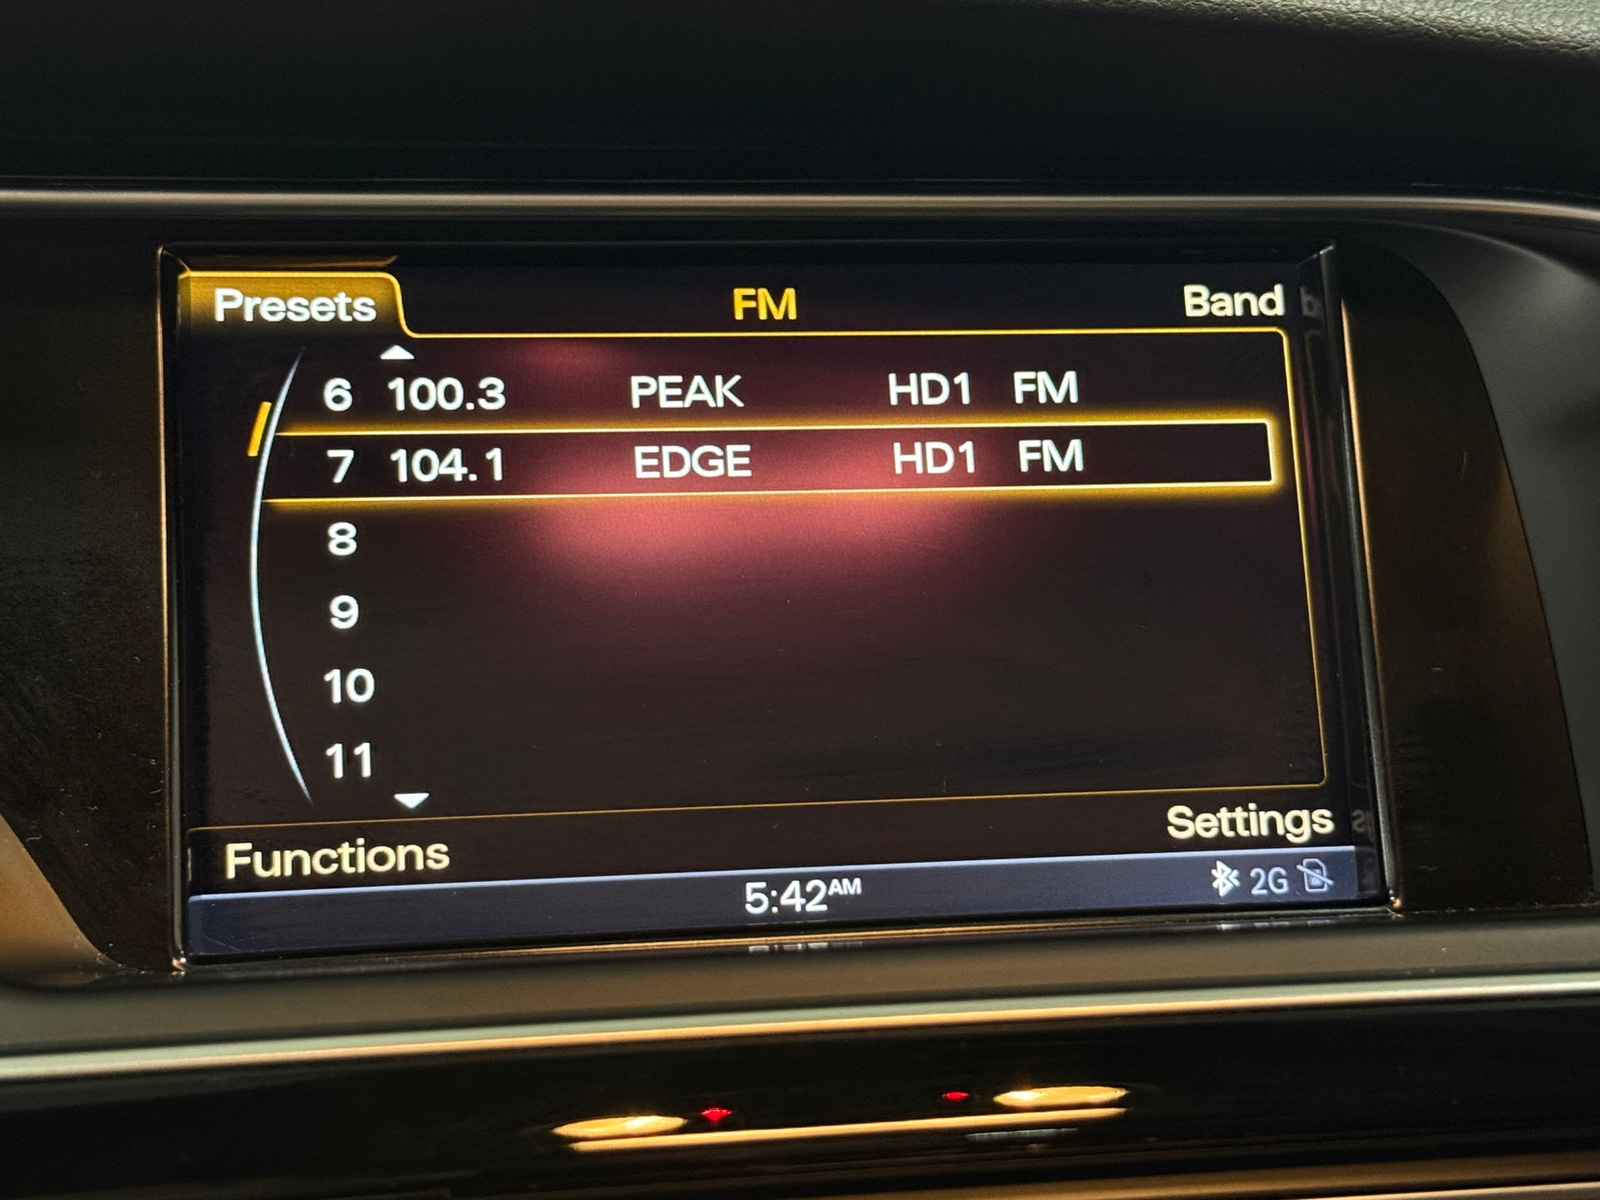 Presets FM Band
6 100.3 PEAK HD1 FM
7 104.1 EDGE HD1 FM
8
9
10
11
Functions Settings
5:42AM 2G